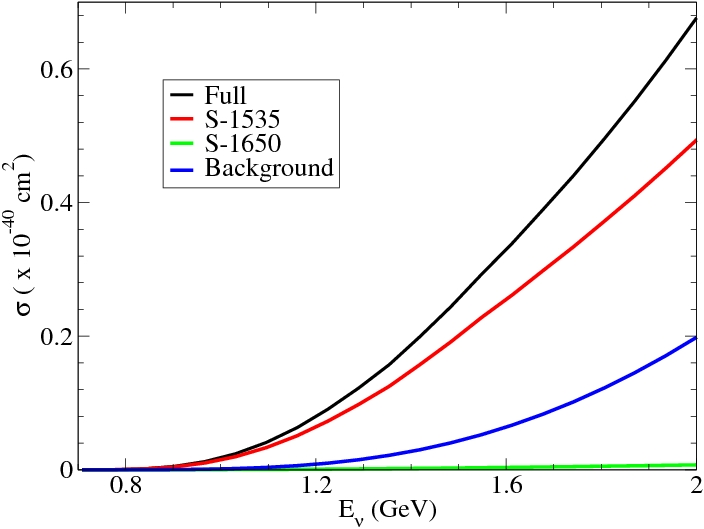 0.6
0.4
0.2
0
σ ( x 10⁻⁴⁰ cm²)
Full
S-1535
S-1650
Background
0.8 1.2 1.6 2
E_ν (GeV)